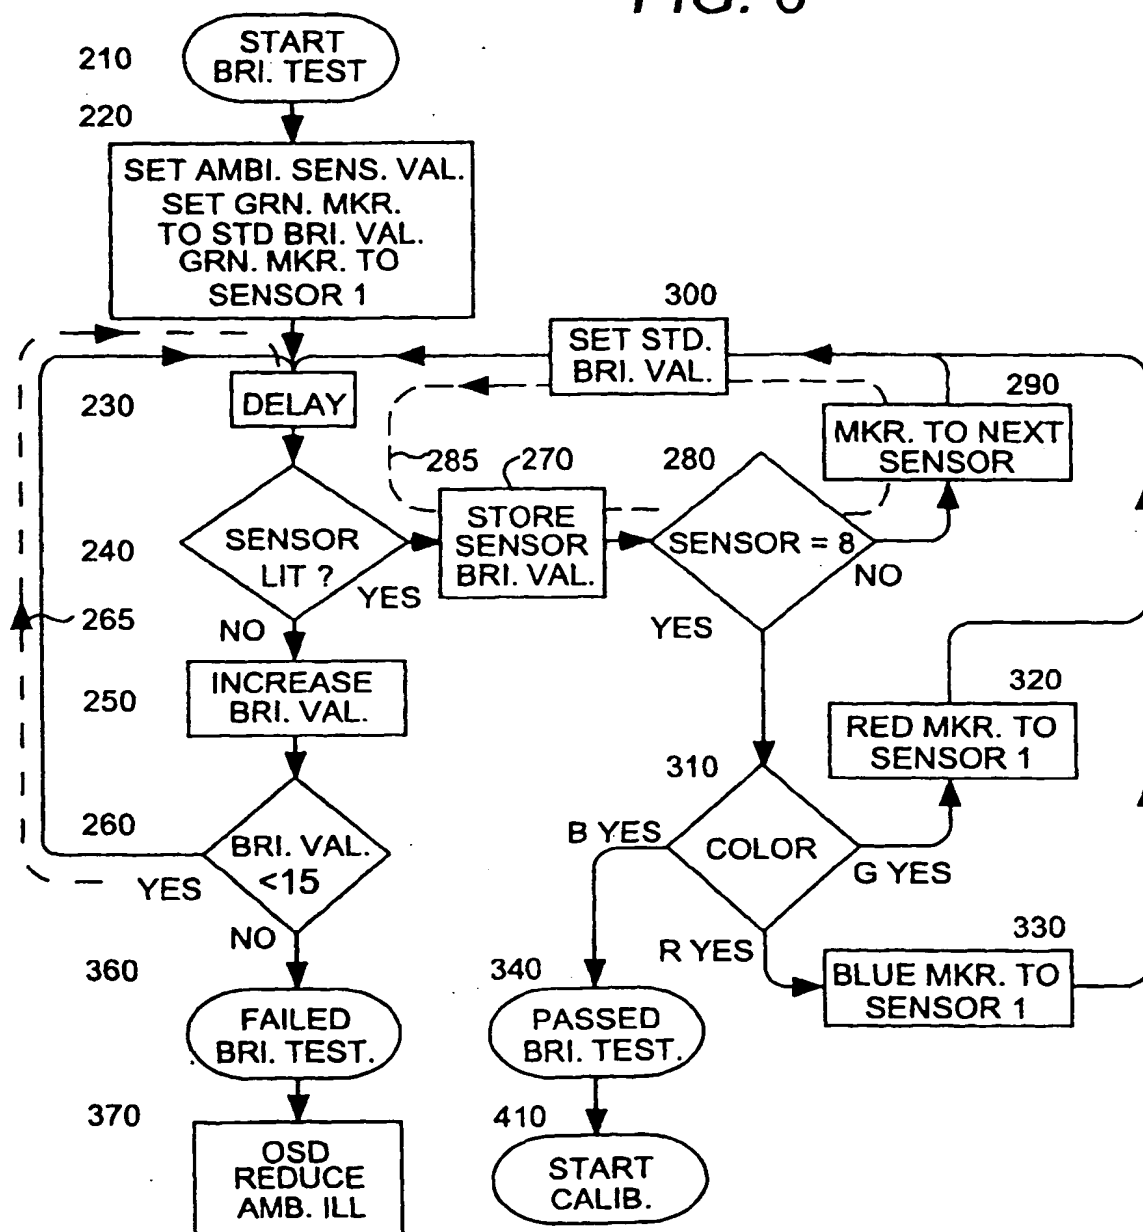 FIG. 6
START
BRI. TEST
210
220
SET AMBI. SENS. VAL.
SET GRN. MKR.
TO STD BRI. VAL.
GRN. MKR. TO
SENSOR 1
300
SET STD.
BRI. VAL.
230
DELAY
290
MKR. TO NEXT
SENSOR
285
270
280
STORE
SENSOR
BRI. VAL.
240
SENSOR
LIT ?
YES
NO
SENSOR = 8
NO
YES
265
250
INCREASE
BRI. VAL.
320
RED MKR. TO
SENSOR 1
310
COLOR
B YES
G YES
R YES
260
BRI. VAL.
<15
YES
NO
330
BLUE MKR. TO
SENSOR 1
360
FAILED
BRI. TEST.
340
PASSED
BRI. TEST.
370
OSD
REDUCE
AMB. ILL
410
START
CALIB.